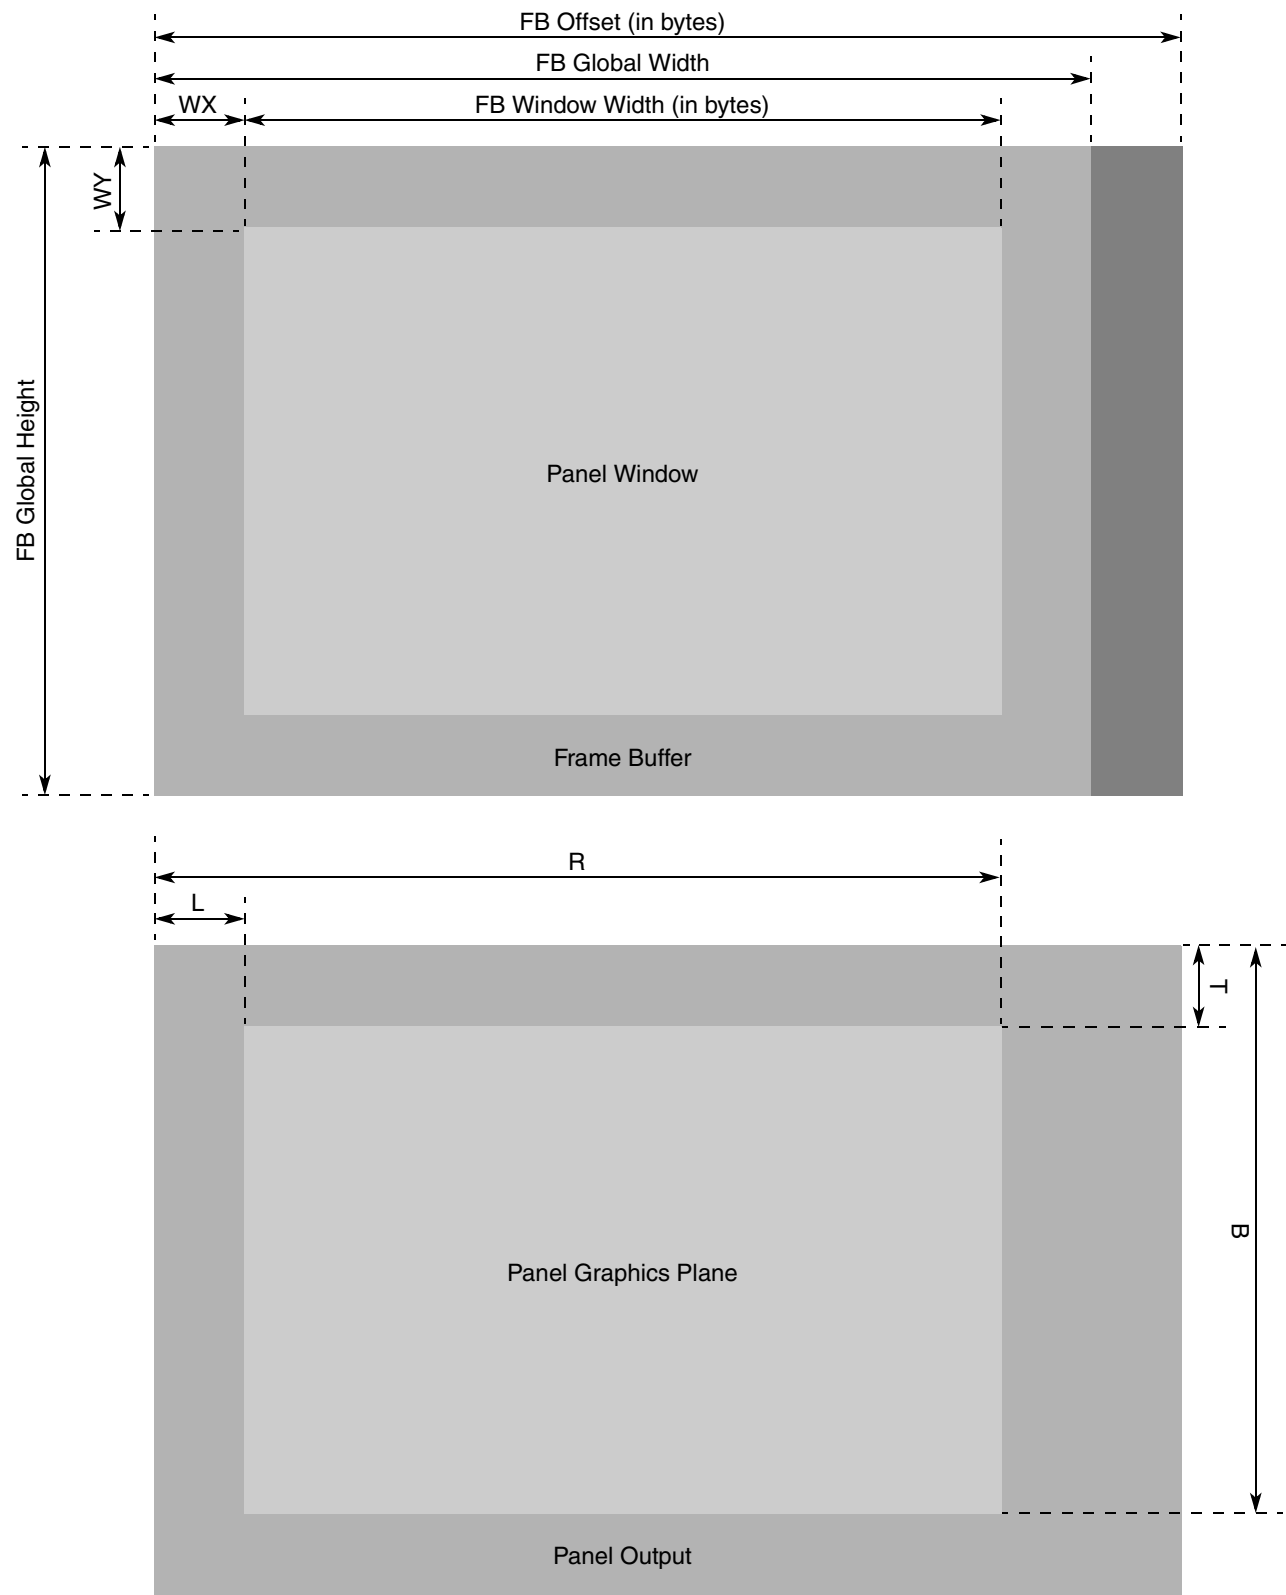 FB Offset (in bytes)
FB Global Width
WX
FB Window Width (in bytes)
WY
FB Global Height
Panel Window
Frame Buffer
R
L
T
B
Panel Graphics Plane
Panel Output